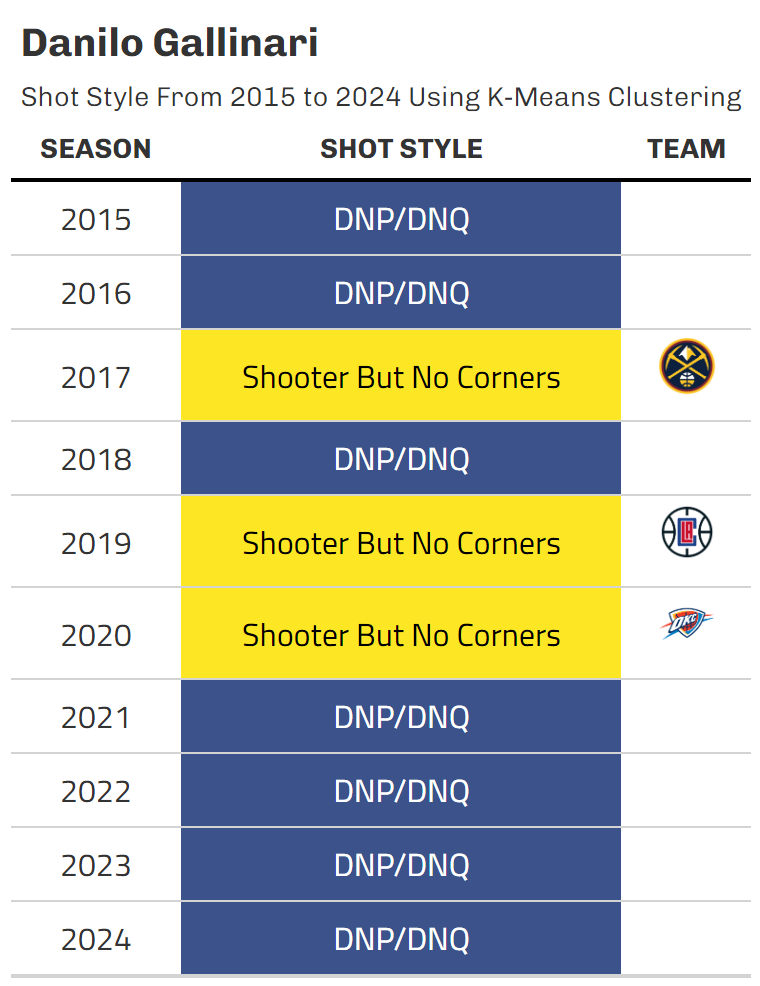 Danilo Gallinari
Shot Style From 2015 to 2024 Using K-Means Clustering
SEASON SHOT STYLE TEAM
2015 DNP/DNQ
2016 DNP/DNQ
2017 Shooter But No Corners
2018 DNP/DNQ
2019 Shooter But No Corners
2020 Shooter But No Corners OKC
2021 DNP/DNQ
2022 DNP/DNQ
2023 DNP/DNQ
2024 DNP/DNQ